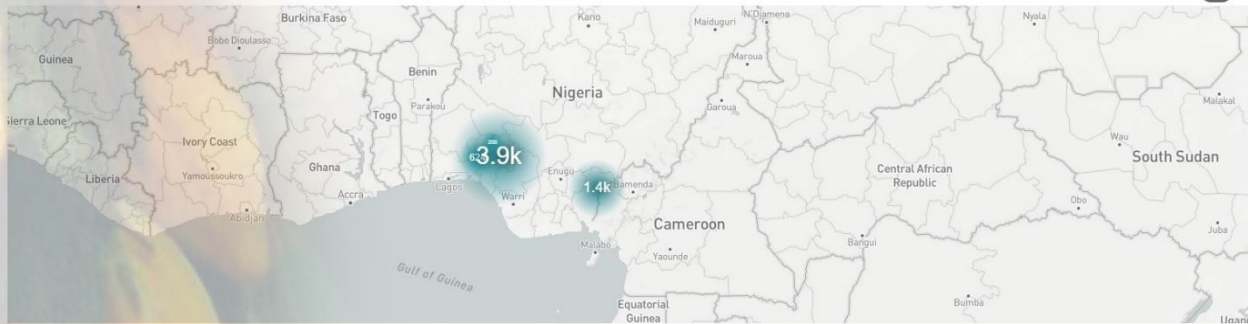 Burkina Faso
Kano
Maiduguri
N'Djamena
Nyala
Bobo Dioulasso
Guinea
Maroua
Benin
Nigeria
Parakou
Garoua
Malakal
Sierra Leone
Togo
Wau
Ivory Coast
3.9k
South Sudan
Ghana
Central African
Republic
Yamoussoukro
Enugu
Liberia
1.4k
Bamenda
Lagos
Accra
Warri
Obo
Abidjan
Cameroon
Juba
Malabo
Yaounde
Bangui
Gulf of Guinea
Bumba
Equatorial
Guinea